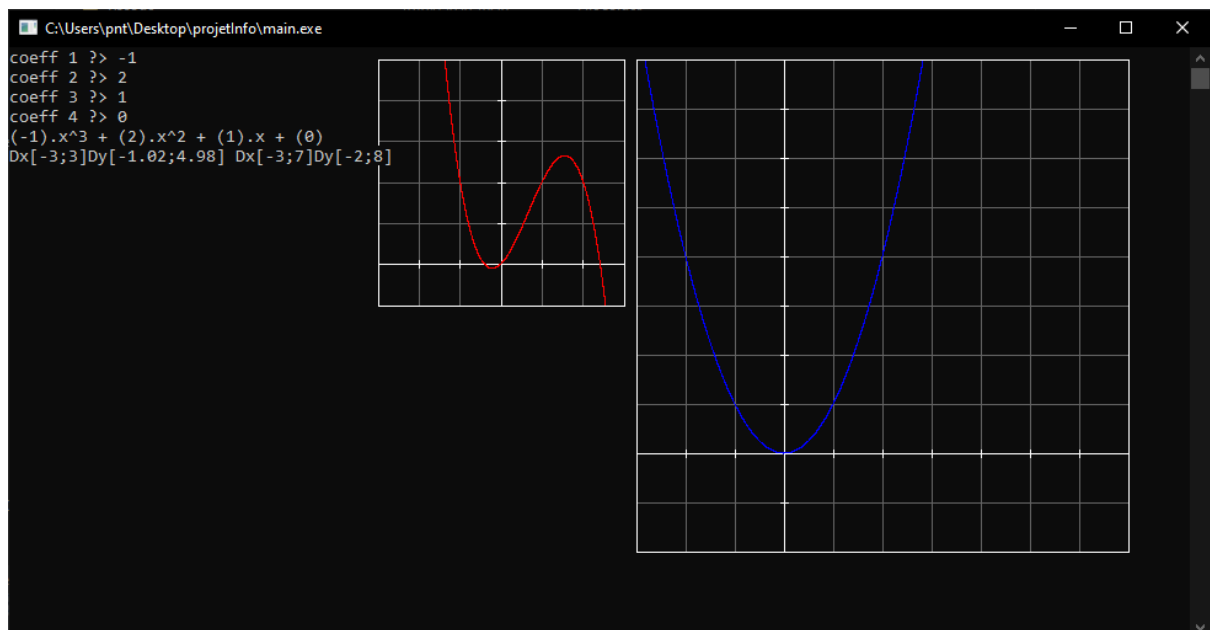 C:\Users\pnt\Desktop\projetInfo\main.exe
coeff 1 ?> -1
coeff 2 ?> 2
coeff 3 ?> 1
coeff 4 ?> 0
(-1).x^3 + (2).x^2 + (1).x + (0)
Dx[-3;3]Dy[-1.02;4.98] Dx[-3;7]Dy[-2;8]